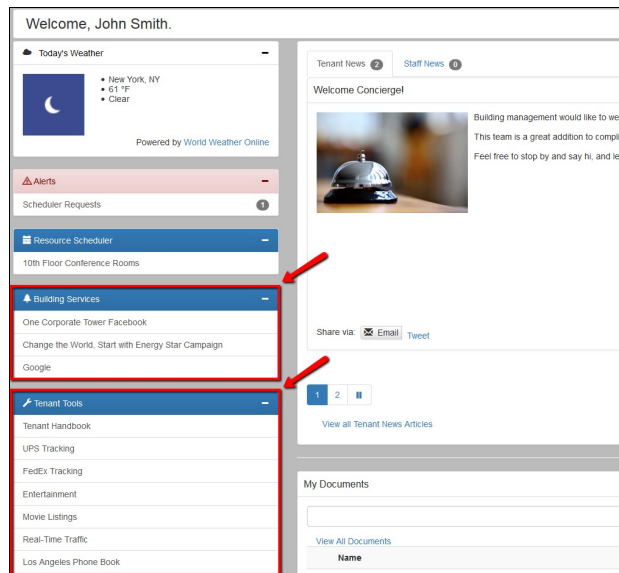 Welcome, John Smith.
Today's Weather
New York, NY
61 °F
Clear
Powered by World Weather Online
Alerts
Scheduler Requests 1
Resource Scheduler
10th Floor Conference Rooms
Building Services
One Corporate Tower Facebook
Change the World, Start with Energy Star Campaign
Google
Tenant Tools
Tenant Handbook
UPS Tracking
FedEx Tracking
Entertainment
Movie Listings
Real-Time Traffic
Los Angeles Phone Book
Tenant News 2 Staff News 0
Welcome Concierge!
Building management would like to we
This team is a great addition to compli
Feel free to stop by and say hi, and le
Share via: Email Tweet
1 2
View all Tenant News Articles
My Documents
View All Documents
Name